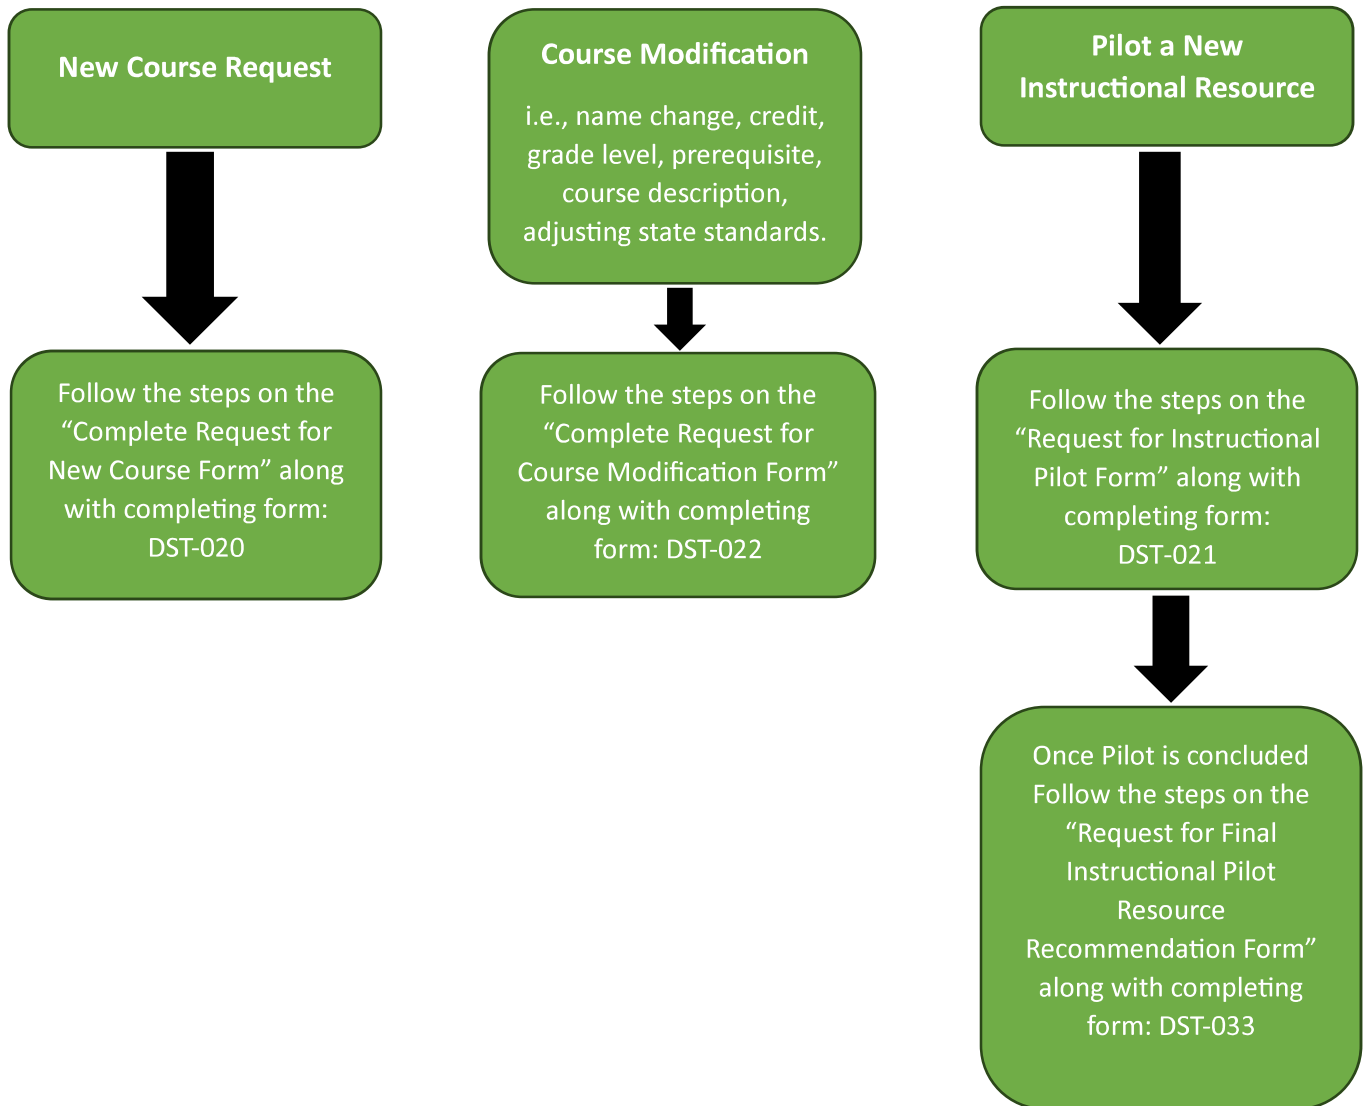 New Course Request
Course Modification
i.e., name change, credit,
grade level, prerequisite,
course description,
adjusting state standards.
Pilot a New
Instructional Resource
Follow the steps on the
“Complete Request for
New Course Form” along
with completing form:
DST-020
Follow the steps on the
“Complete Request for
Course Modification Form”
along with completing
form: DST-022
Follow the steps on the
“Request for Instructional
Pilot Form” along with
completing form:
DST-021
Once Pilot is concluded
Follow the steps on the
“Request for Final
Instructional Pilot
Resource
Recommendation Form”
along with completing
form: DST-033